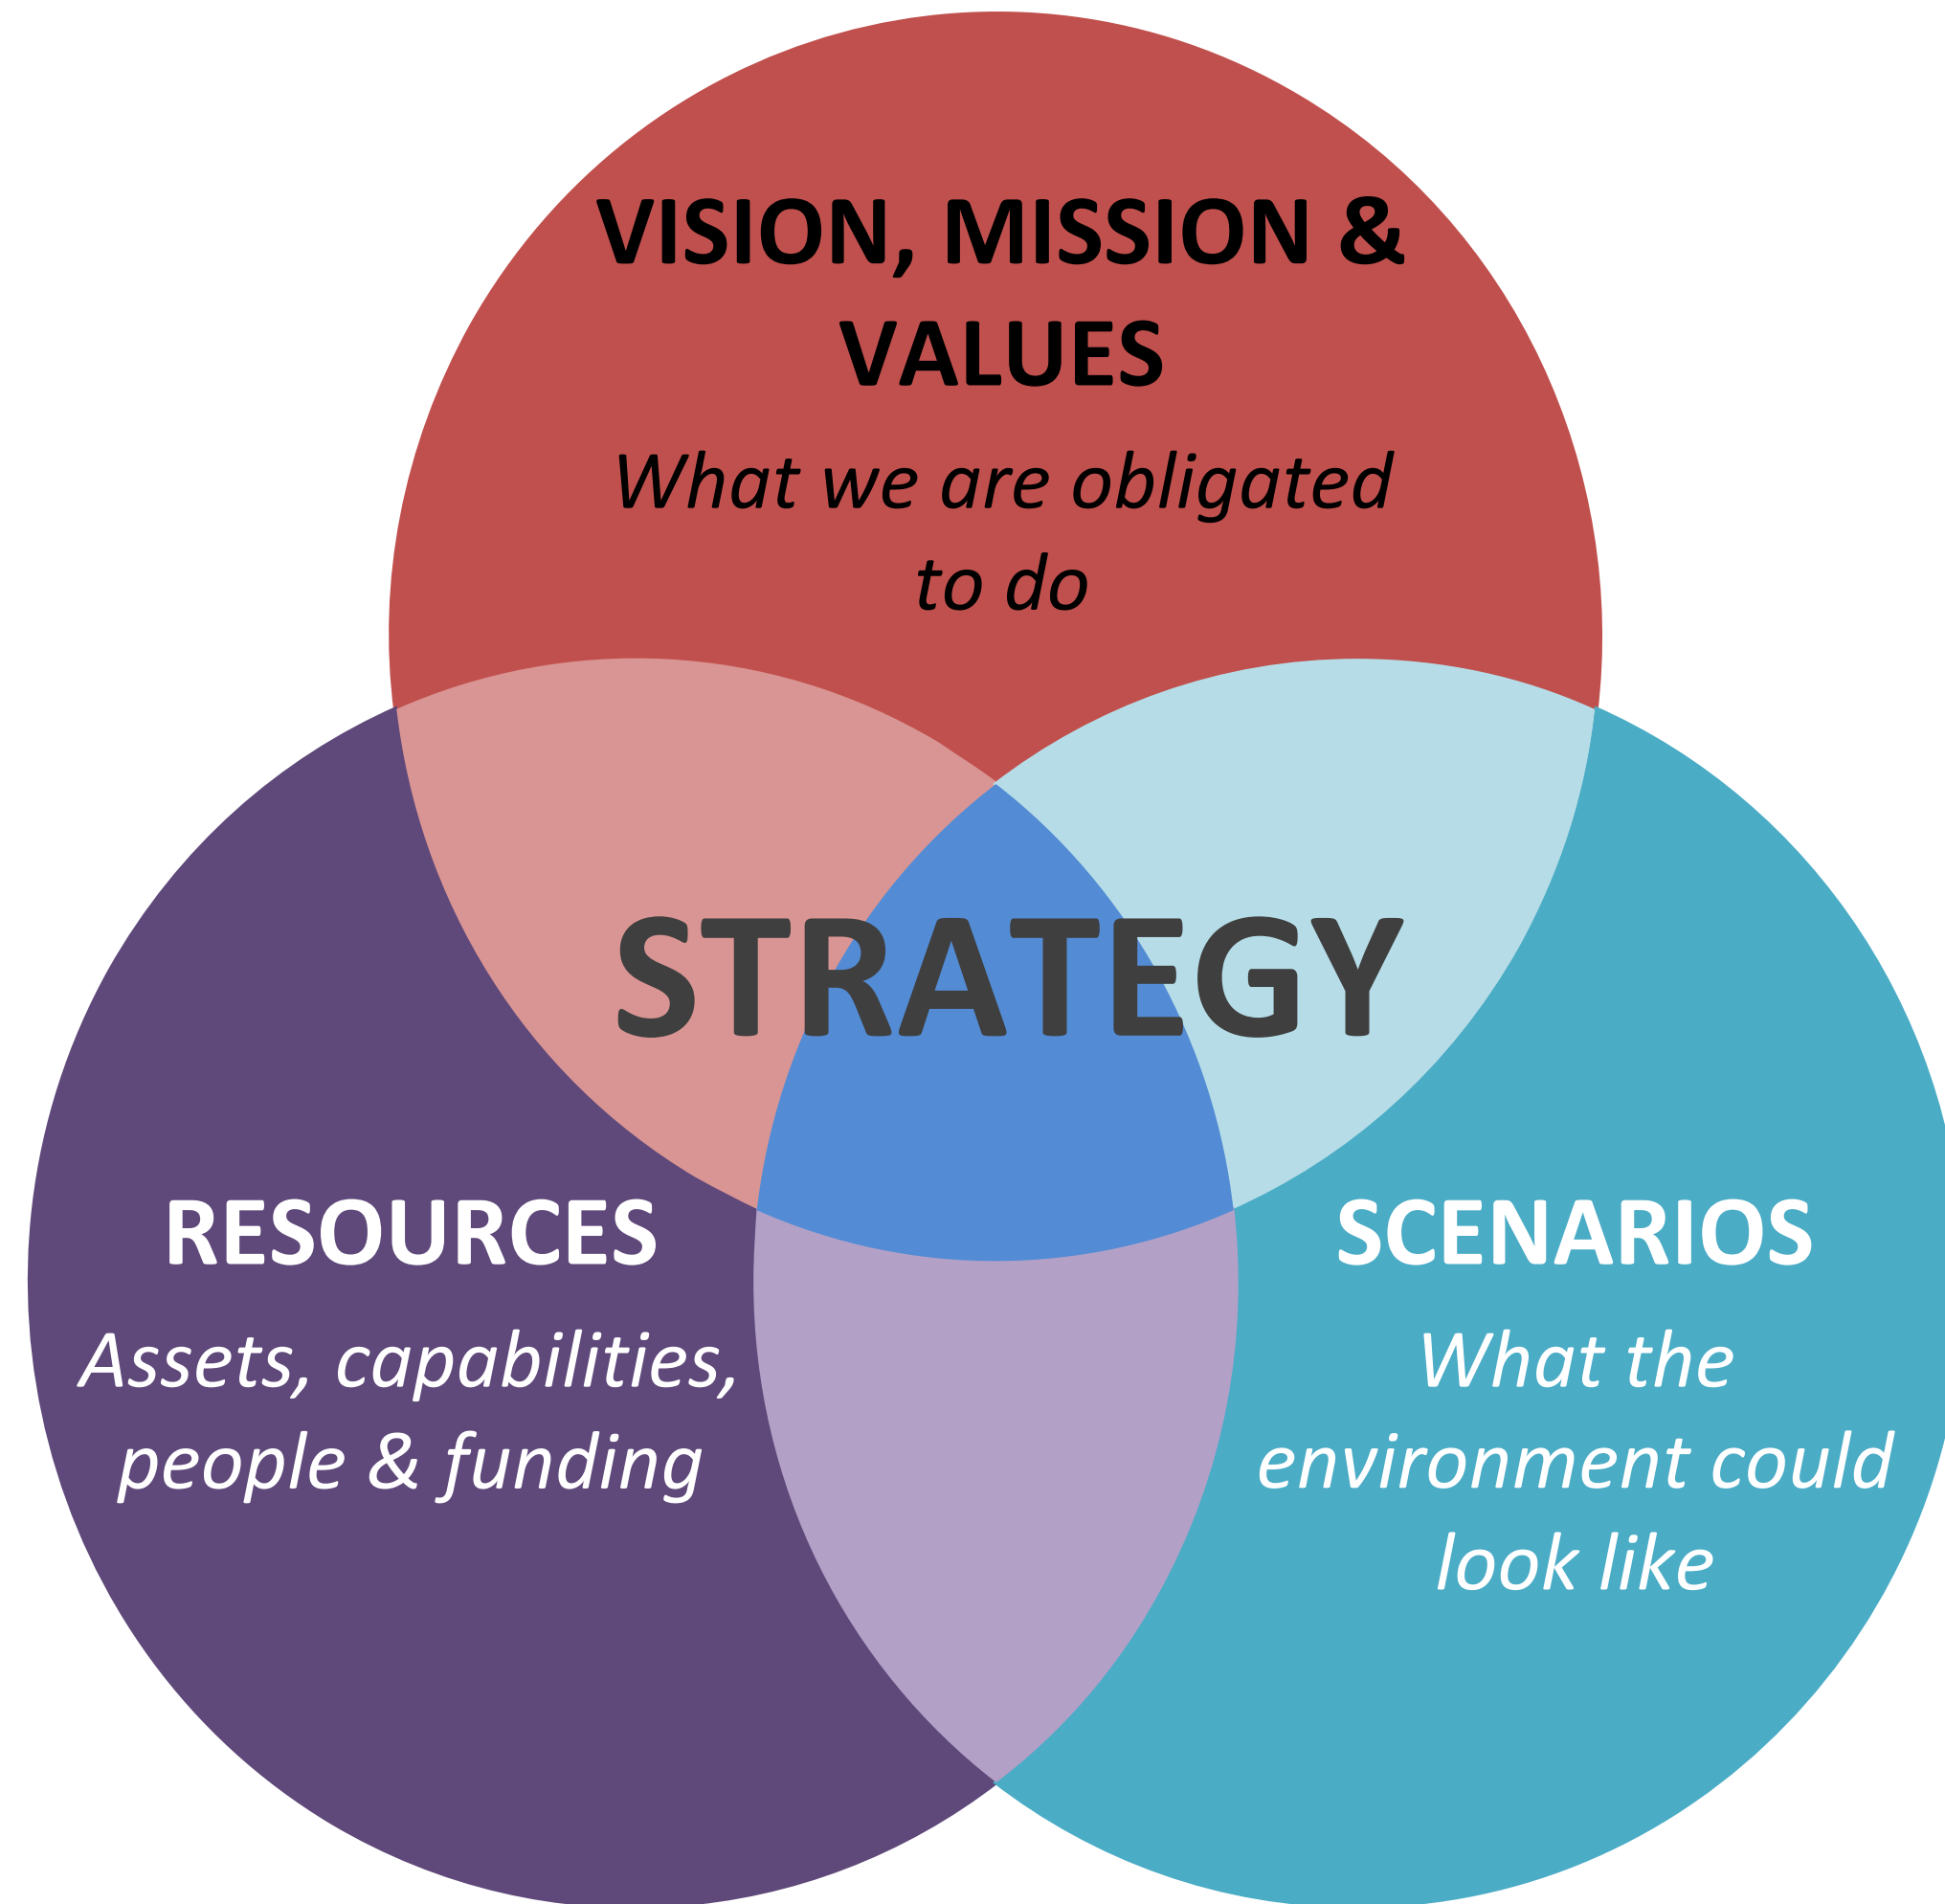 VISION, MISSION &
VALUES
What we are obligated
to do
STRATEGY
RESOURCES
Assets, capabilities,
people & funding
SCENARIOS
What the
environment could
look like